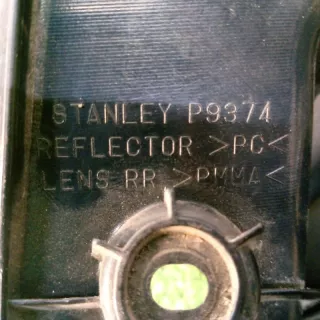 STANLEY P9374
REFLECTOR >PC<
LENS RR >PMMA<